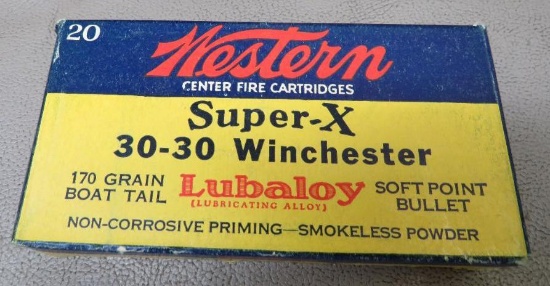 20
Western
CENTER FIRE CARTRIDGES
Super-X
30-30 Winchester
170 GRAIN
BOAT TAIL
Lubaloy
(LUBRICATING ALLOY)
SOFT POINT
BULLET
NON-CORROSIVE PRIMING—SMOKELESS POWDER